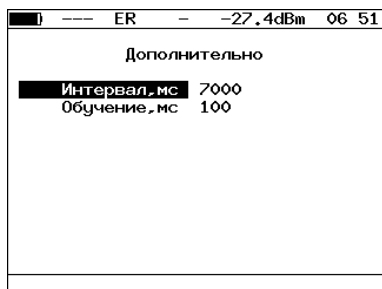 --- ER - -27.4dBm 06 51
Дополнительно
Интервал,мс 7000
Обучение,мс 100